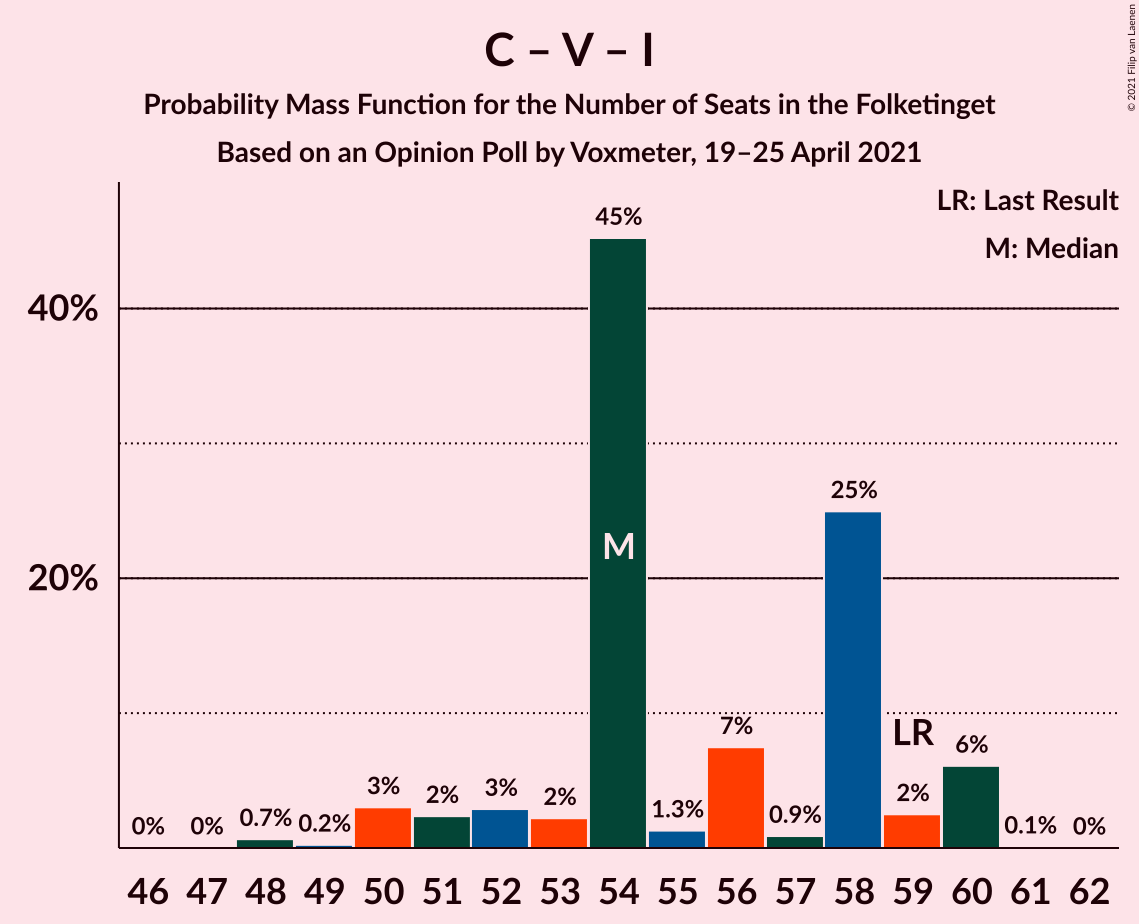 C – V – I
Probability Mass Function for the Number of Seats in the Folketinget
Based on an Opinion Poll by Voxmeter, 19–25 April 2021
© 2021 Filip van Laenen
LR: Last Result
M: Median
40%
20%
0% 0% 0.7% 0.2% 3% 2% 3% 2% 45% 1.3% 7% 0.9% 25% 2% 6% 0.1% 0%
M
LR
46 47 48 49 50 51 52 53 54 55 56 57 58 59 60 61 62